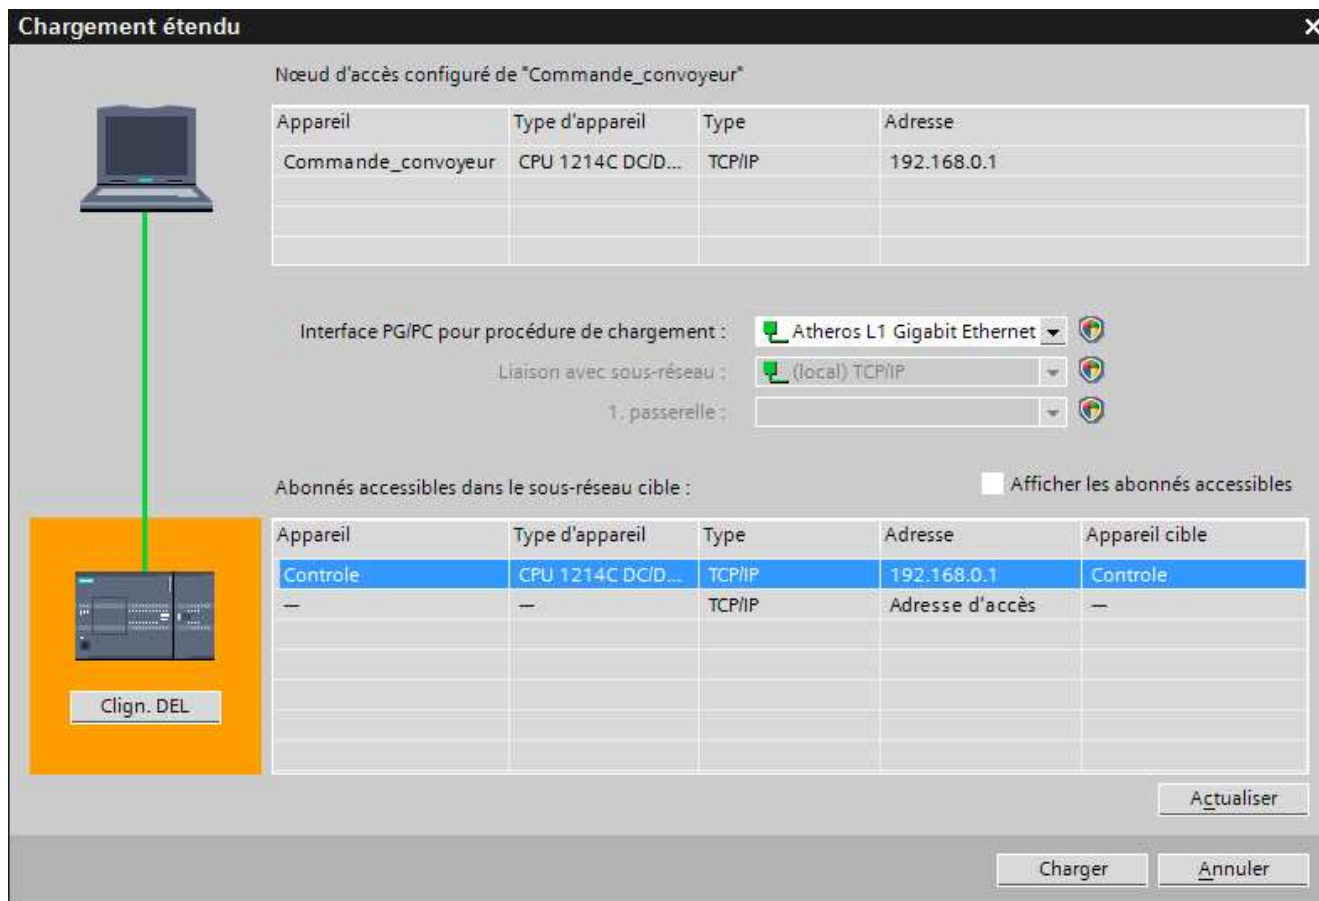 Chargement étendu
Nœud d'accès configuré de "Commande_convoyeur"
Appareil Type d'appareil Type Adresse
Commande_convoyeur CPU 1214C DC/D... TCP/IP 192.168.0.1
Interface PG/PC pour procédure de chargement : Atheros L1 Gigabit Ethernet
Liaison avec sous-réseau : (local) TCP/IP
1. passerelle :
Abonnés accessibles dans le sous-réseau cible : Afficher les abonnés accessibles
Appareil Type d'appareil Type Adresse Appareil cible
Controle CPU 1214C DC/D... TCP/IP 192.168.0.1 Controle
— — TCP/IP Adresse d'accès —
Clign. DEL
Actualiser
Charger Annuler